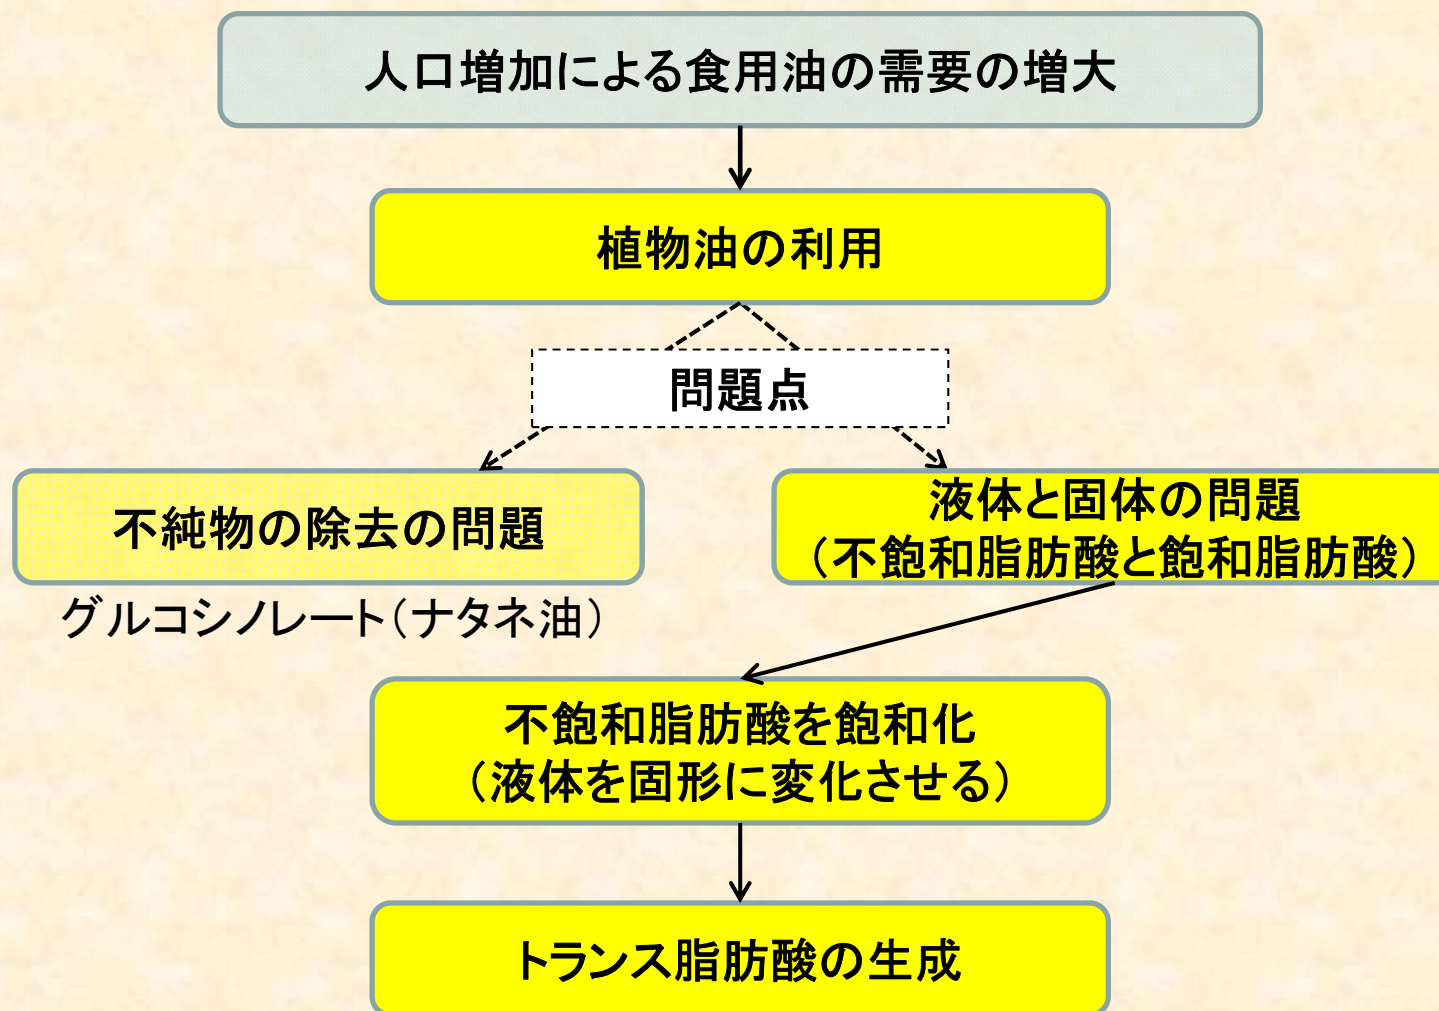 人口増加による食用油の需要の増大
植物油の利用
問題点
不純物の除去の問題
グルコシノレート（ナタネ油）
液体と固体の問題
（不飽和脂肪酸と飽和脂肪酸）
不飽和脂肪酸を飽和化
（液体を固形に変化させる）
トランス脂肪酸の生成